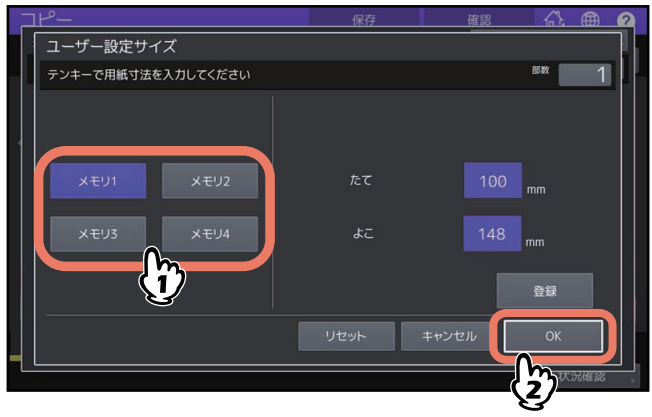 コピー 保存 確認 ?
ユーザー設定サイズ
テンキーで用紙寸法を入力してください 部数 1
メモリ1 メモリ2 たて 100 mm
メモリ3 メモリ4 よこ 148 mm
1
登録
リセット キャンセル OK
2
状況確認